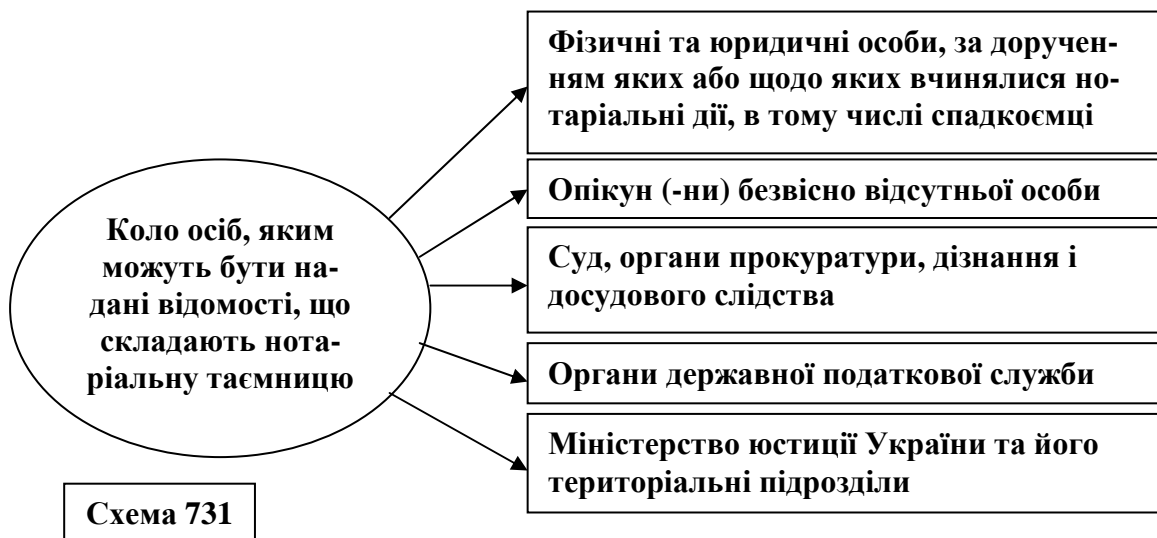 Коло осіб, яким
можуть бути на-
дані відомості, що
складають нота-
ріальну таємницю
Фізичні та юридичні особи, за доручен-
ням яких або щодо яких вчинялися но-
таріальні дії, в тому числі спадкоємці
Опікун (-ни) безвісно відсутньої особи
Суд, органи прокуратури, дізнання і
досудового слідства
Органи державної податкової служби
Міністерство юстиції України та його
територіальні підрозділи
Схема 731